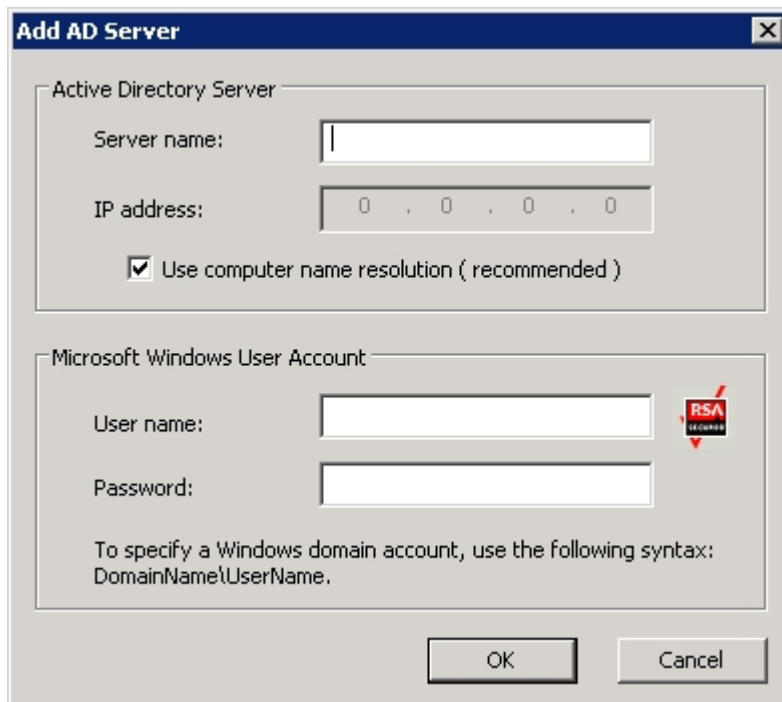 Add AD Server
Active Directory Server
Server name:
IP address: 0 . 0 . 0 . 0
Use computer name resolution ( recommended )
Microsoft Windows User Account
User name:
RSA
SECURED
Password:
To specify a Windows domain account, use the following syntax:
DomainName\UserName.
OK Cancel